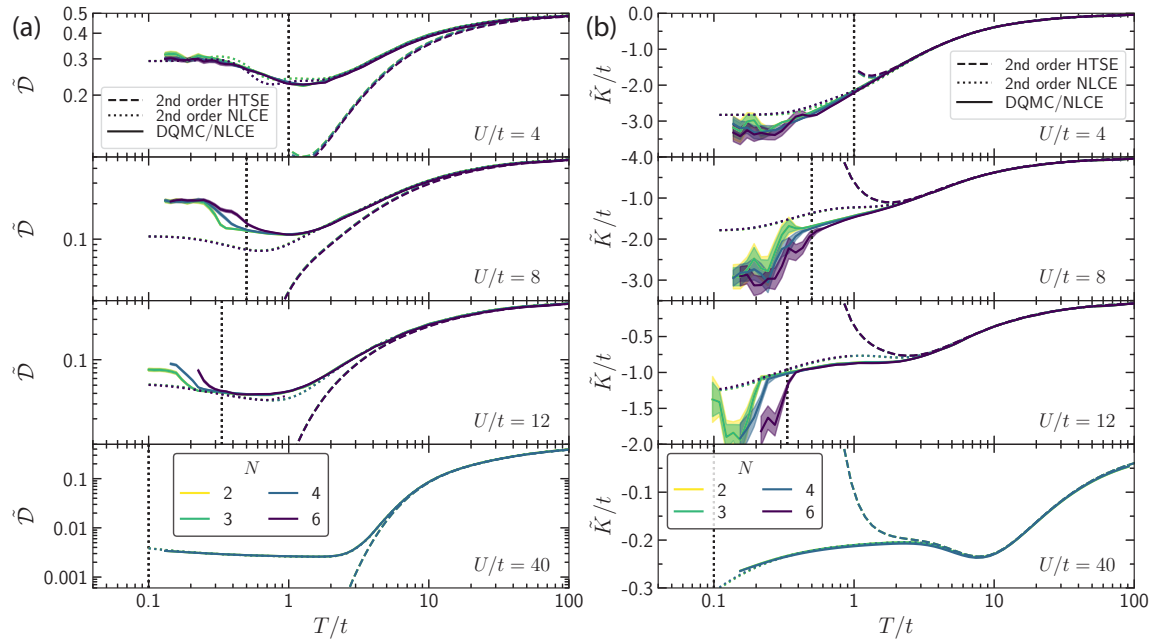 (a)
0.5
0.3
0.2
𝒟̃
2nd order HTSE
2nd order NLCE
DQMC/NLCE
U/t = 4
0.1
𝒟̃
U/t = 8
0.1
𝒟̃
U/t = 12
0.1
0.01
0.001
𝒟̃
N
2 4
3 6
U/t = 40
0.1 1 10 100
T/t
(b)
0.0
-1.0
-2.0
-3.0
-4.0
K̃/t
2nd order HTSE
2nd order NLCE
DQMC/NLCE
U/t = 4
-1.0
-2.0
-3.0
K̃/t
U/t = 8
-0.5
-1.0
-1.5
-2.0
K̃/t
U/t = 12
-0.1
-0.2
-0.3
K̃/t
N
2 4
3 6
U/t = 40
0.1 1 10 100
T/t